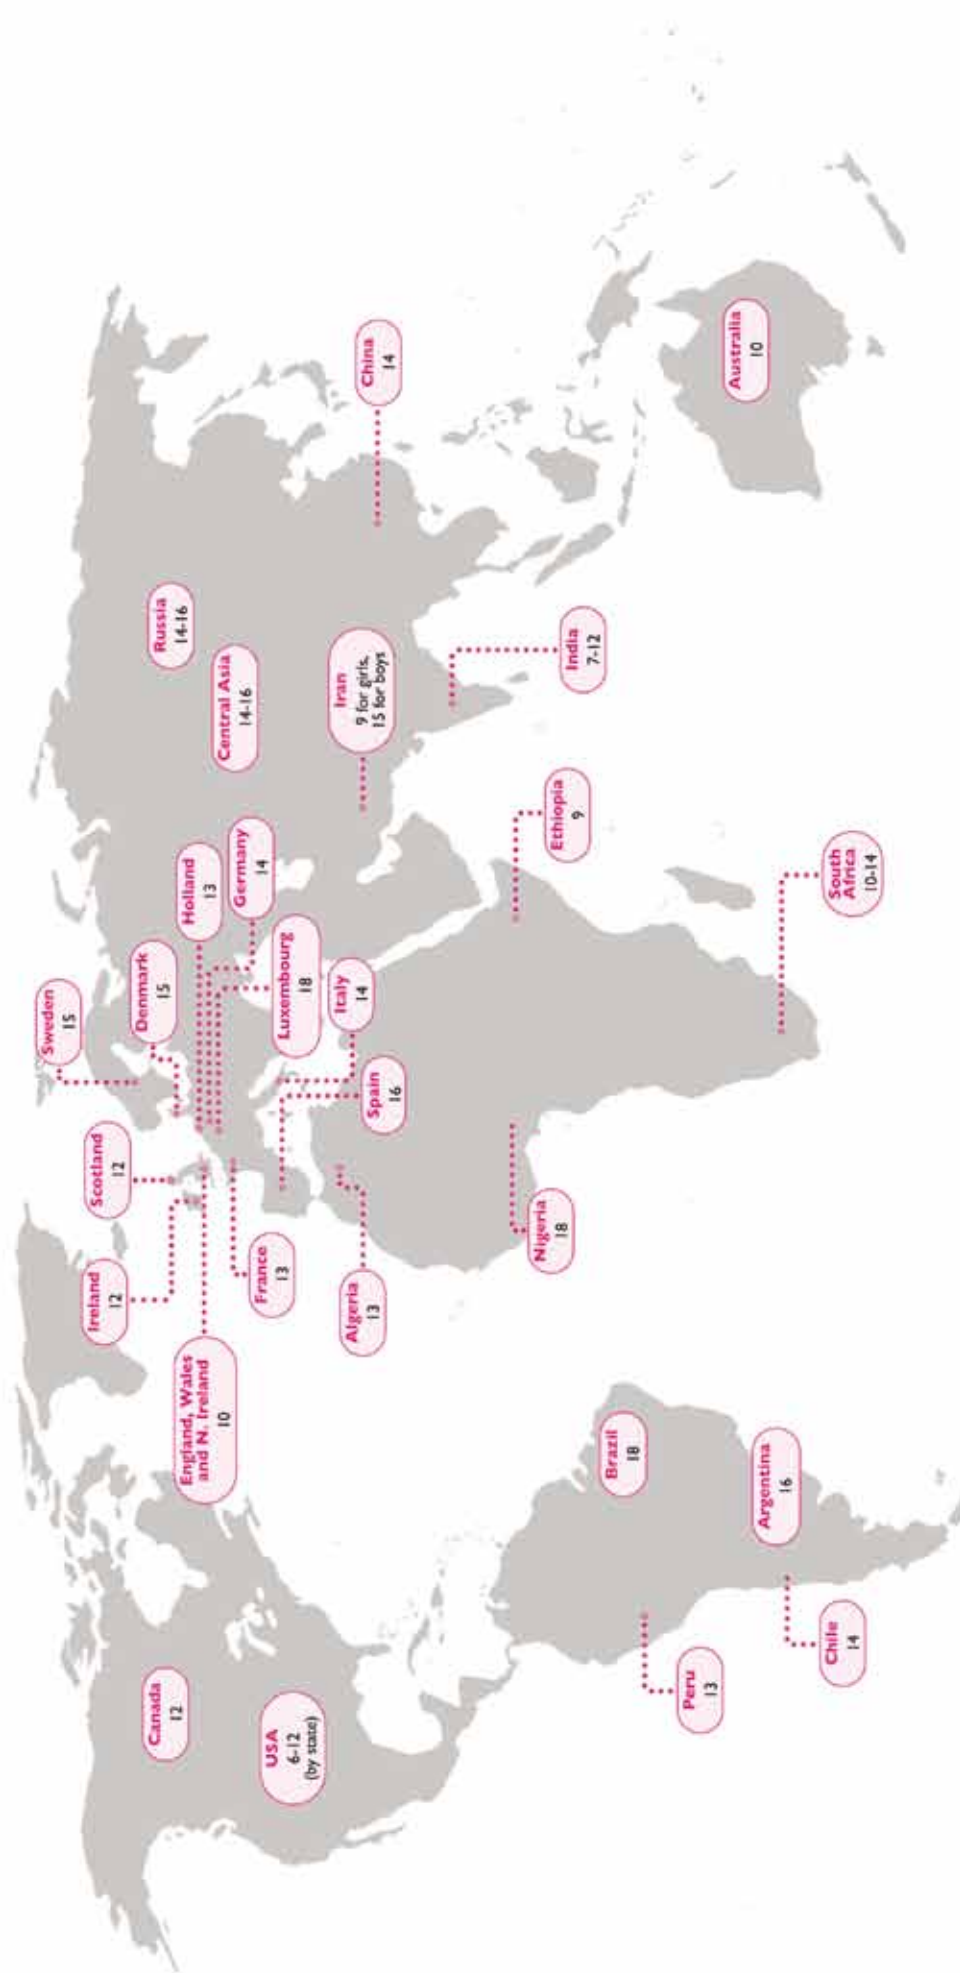 Canada
12
USA
6-12
(by state)
Peru
13
Chile
14
Argentina
16
Brazil
18
England, Wales
and N. Ireland
10
Ireland
12
Scotland
12
Sweden
15
Denmark
15
Holland
13
Germany
14
Luxembourg
18
France
13
Italy
14
Spain
16
Algeria
13
Nigeria
18
Ethiopia
9
South
Africa
10-14
Russia
14-16
Central Asia
14-16
Iran
9 for girls,
15 for boys
India
7-12
China
14
Australia
10